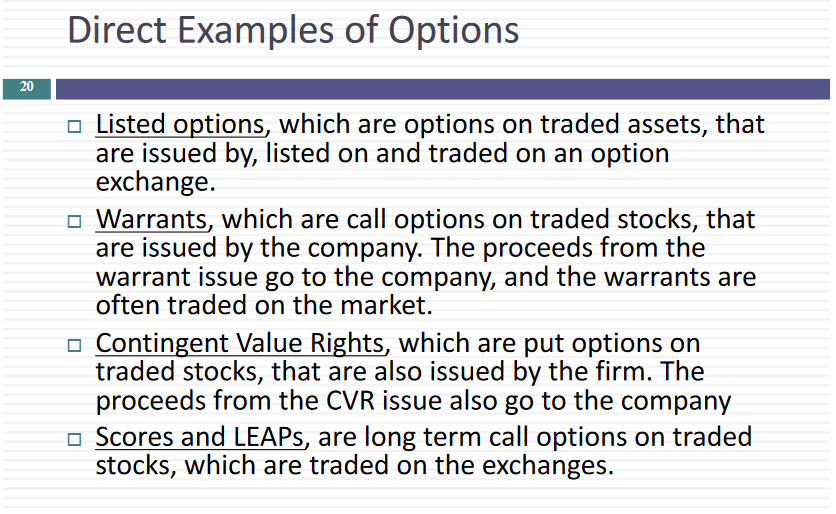 Direct Examples of Options
20
Listed options, which are options on traded assets, that
are issued by, listed on and traded on an option
exchange.
Warrants, which are call options on traded stocks, that
are issued by the company. The proceeds from the
warrant issue go to the company, and the warrants are
often traded on the market.
Contingent Value Rights, which are put options on
traded stocks, that are also issued by the firm. The
proceeds from the CVR issue also go to the company
Scores and LEAPs, are long term call options on traded
stocks, which are traded on the exchanges.